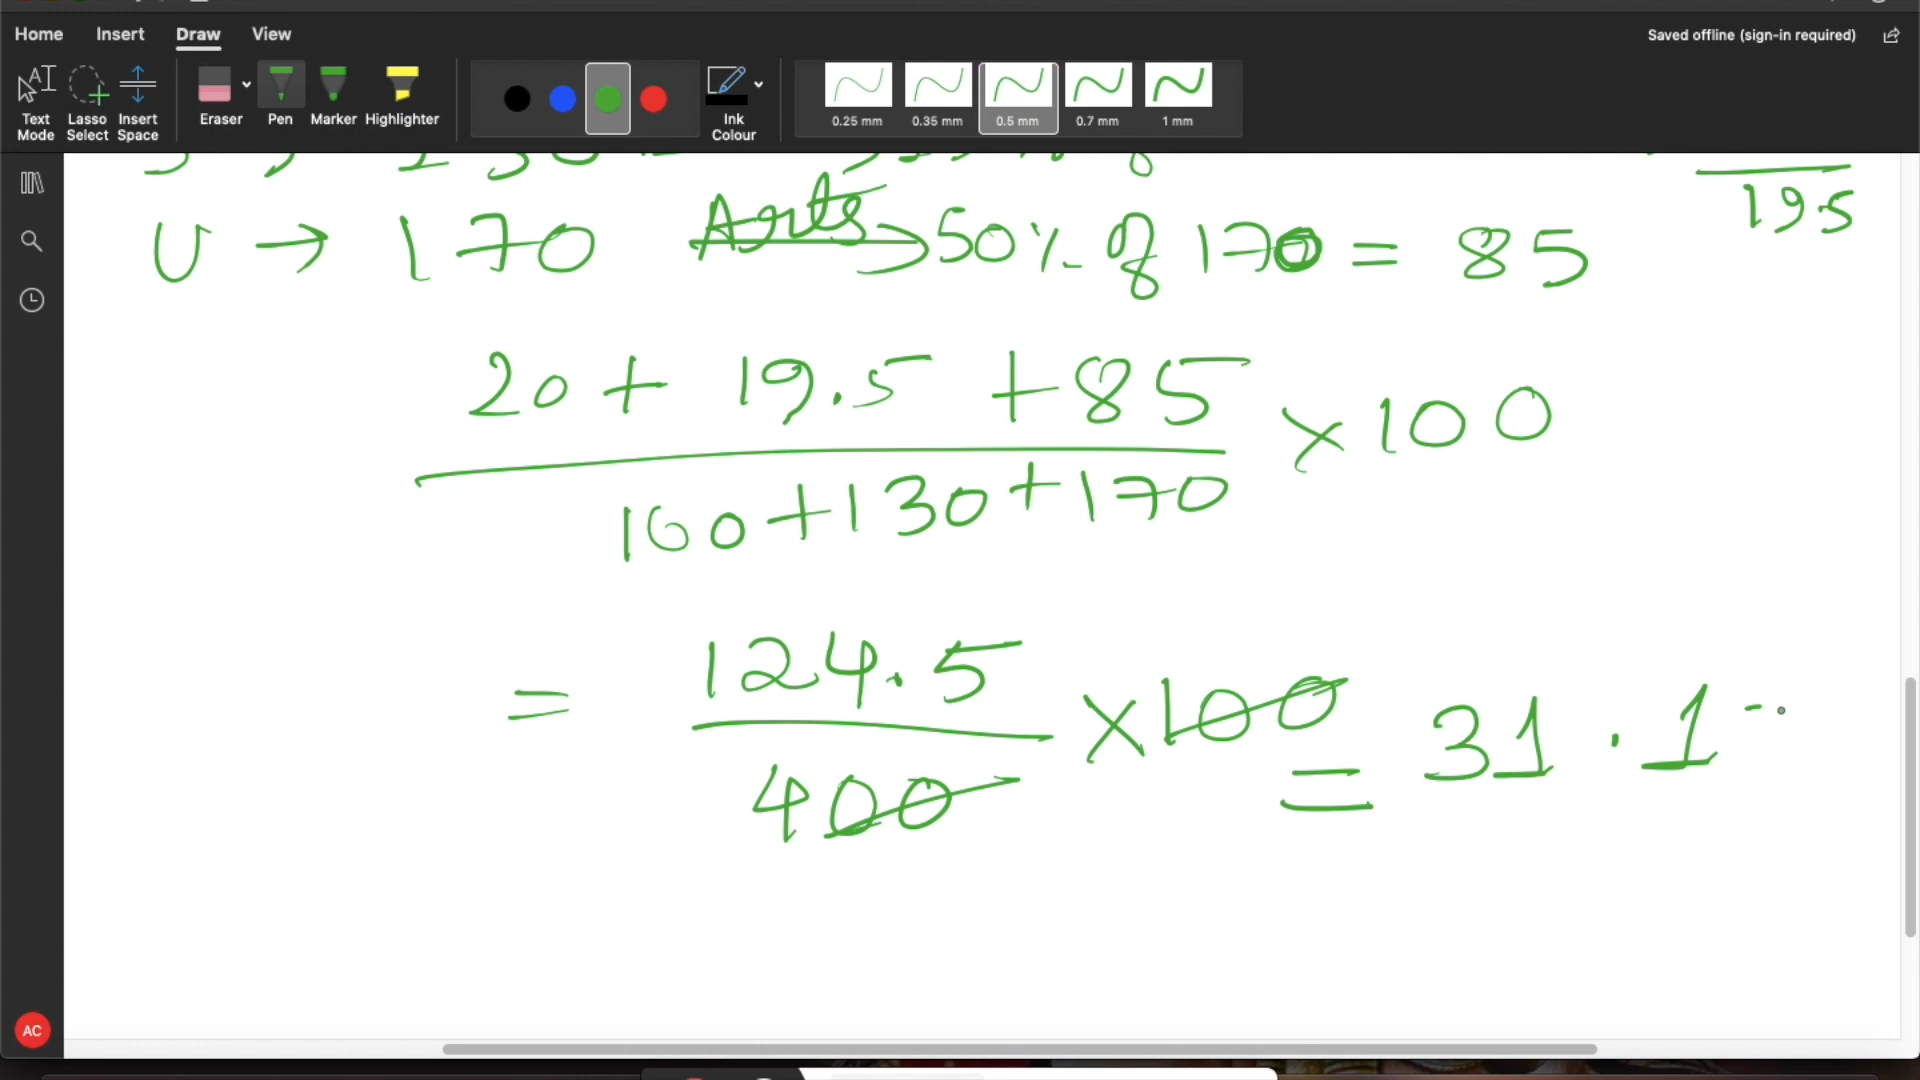 Home Insert Draw View Saved offline (sign-in required)
Text Mode Lasso Select Insert Space Eraser Pen Marker Highlighter Ink Colour 0.25 mm 0.35 mm 0.5 mm 0.7 mm 1 mm
195
U → 170 Arts → 50% of 170 = 85
20 + 19.5 + 85 × 100
100 + 130 + 170
= 124.5 × 100 = 31.1
400
AC